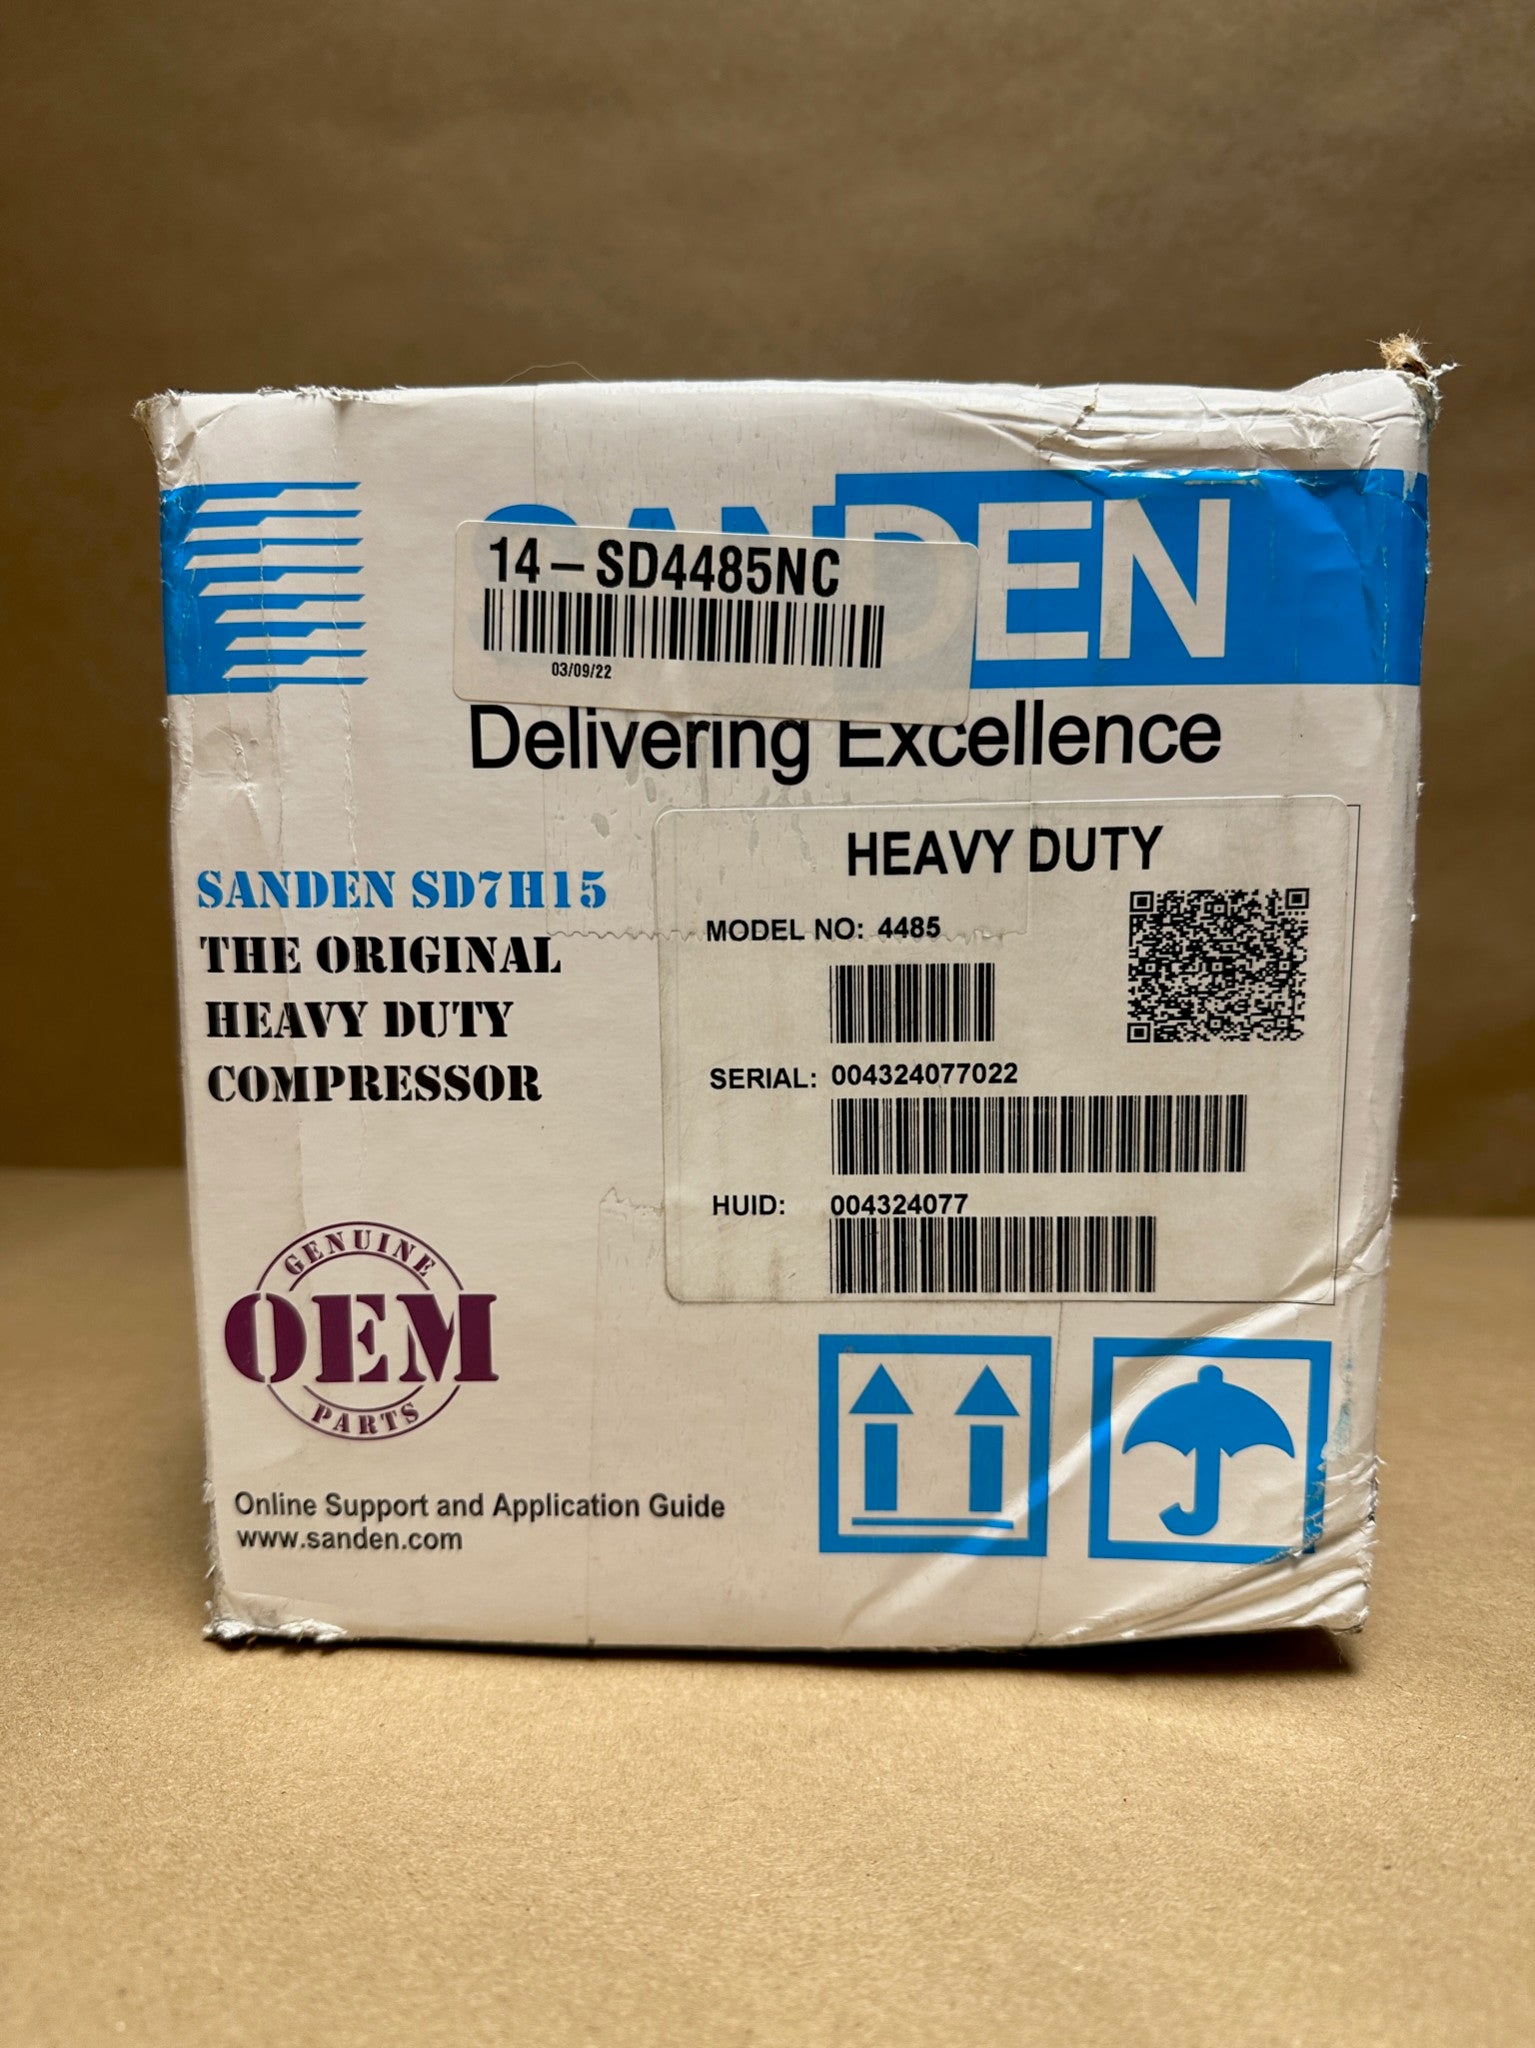 SANDEN
14-SD4485NC
03/09/22
Delivering Excellence
HEAVY DUTY
SANDEN SD7H15
THE ORIGINAL
HEAVY DUTY
COMPRESSOR
MODEL NO: 4485
SERIAL: 004324077022
HUID: 004324077
GENUINE
OEM
PARTS
Online Support and Application Guide
www.sanden.com